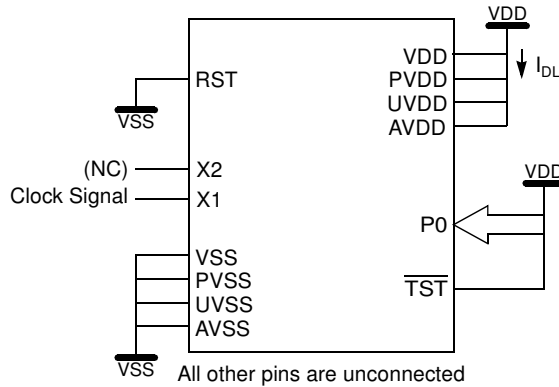 VDD
VDD
PVDD
UVDD
AVDD
IDL
RST
VSS
(NC)
X2
Clock Signal
X1
VDD
P0
TST
VSS
PVSS
UVSS
AVSS
VSS
All other pins are unconnected